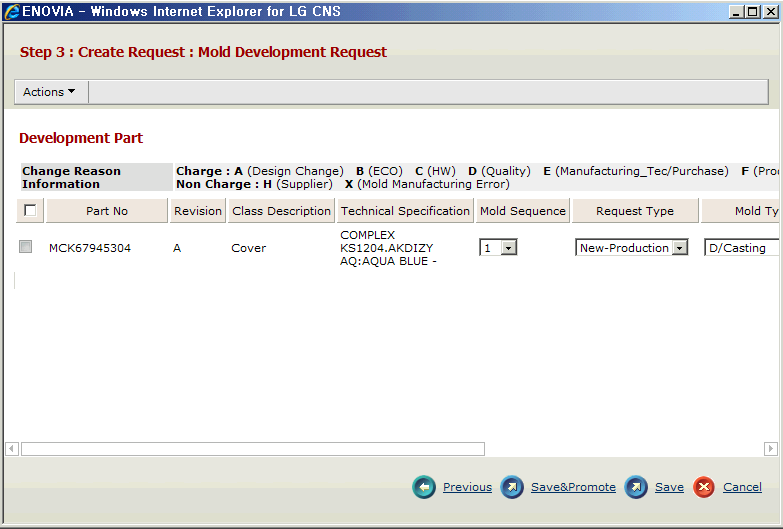 ENOVIA - Windows Internet Explorer for LG CNS
Step 3 : Create Request : Mold Development Request
Actions
Development Part
Change Reason Information
Charge : A (Design Change) B (ECO) C (HW) D (Quality) E (Manufacturing_Tec/Purchase) F (Pro
Non Charge : H (Supplier) X (Mold Manufacturing Error)
Part No Revision Class Description Technical Specification Mold Sequence Request Type Mold Ty
MCK67945304 A Cover COMPLEX KS1204.AKDIZY AQ:AQUA BLUE - 1 New-Production D/Casting
Previous Save&Promote Save Cancel